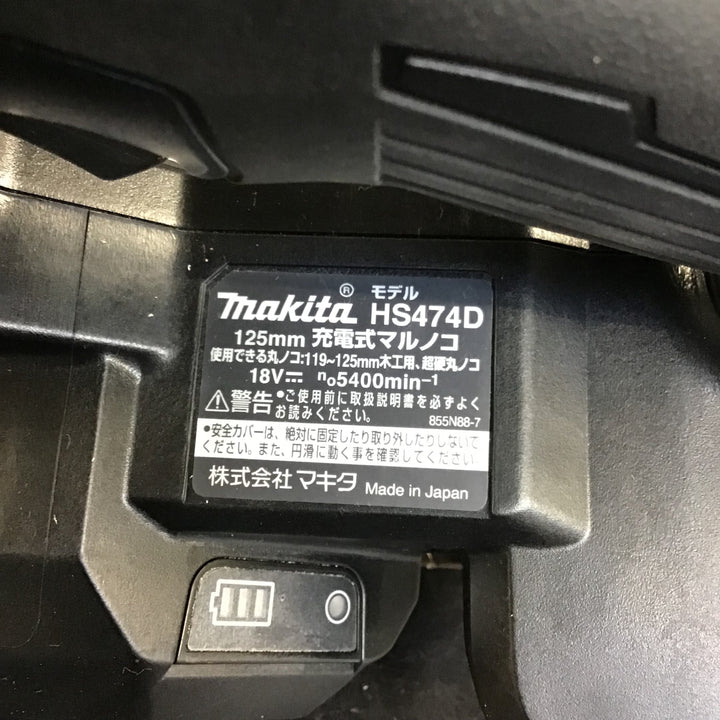 makita® モデル HS474D
125mm 充電式マルノコ
使用できる丸ノコ:119~125mm木工用、超硬丸ノコ
18V⎓ n₀5400min⁻¹
⚠警告 •ご使用前に取扱説明書を必ずよく
お読みください。 855N88-7
•安全カバーは、絶対に固定したり取り外したりしないで
ください。また、円滑に動く事を確認してください
株式会社マキタ Made in Japan